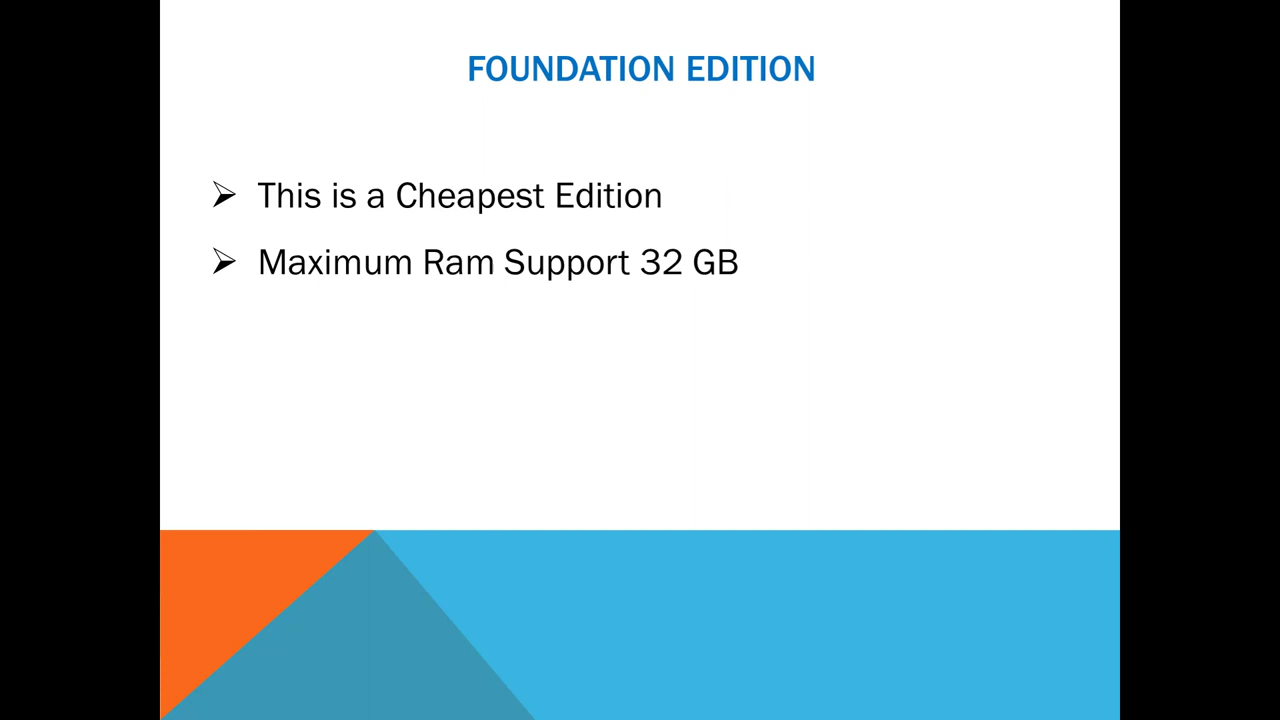 FOUNDATION EDITION
➢ This is a Cheapest Edition
➢ Maximum Ram Support 32 GB